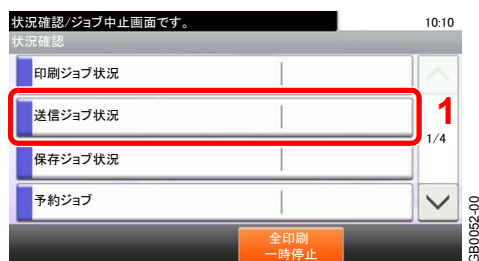 状況確認/ジョブ中止画面です。 10:10
状況確認
印刷ジョブ状況
送信ジョブ状況
1
1/4
保存ジョブ状況
予約ジョブ
全印刷
一時停止
GB0052-00